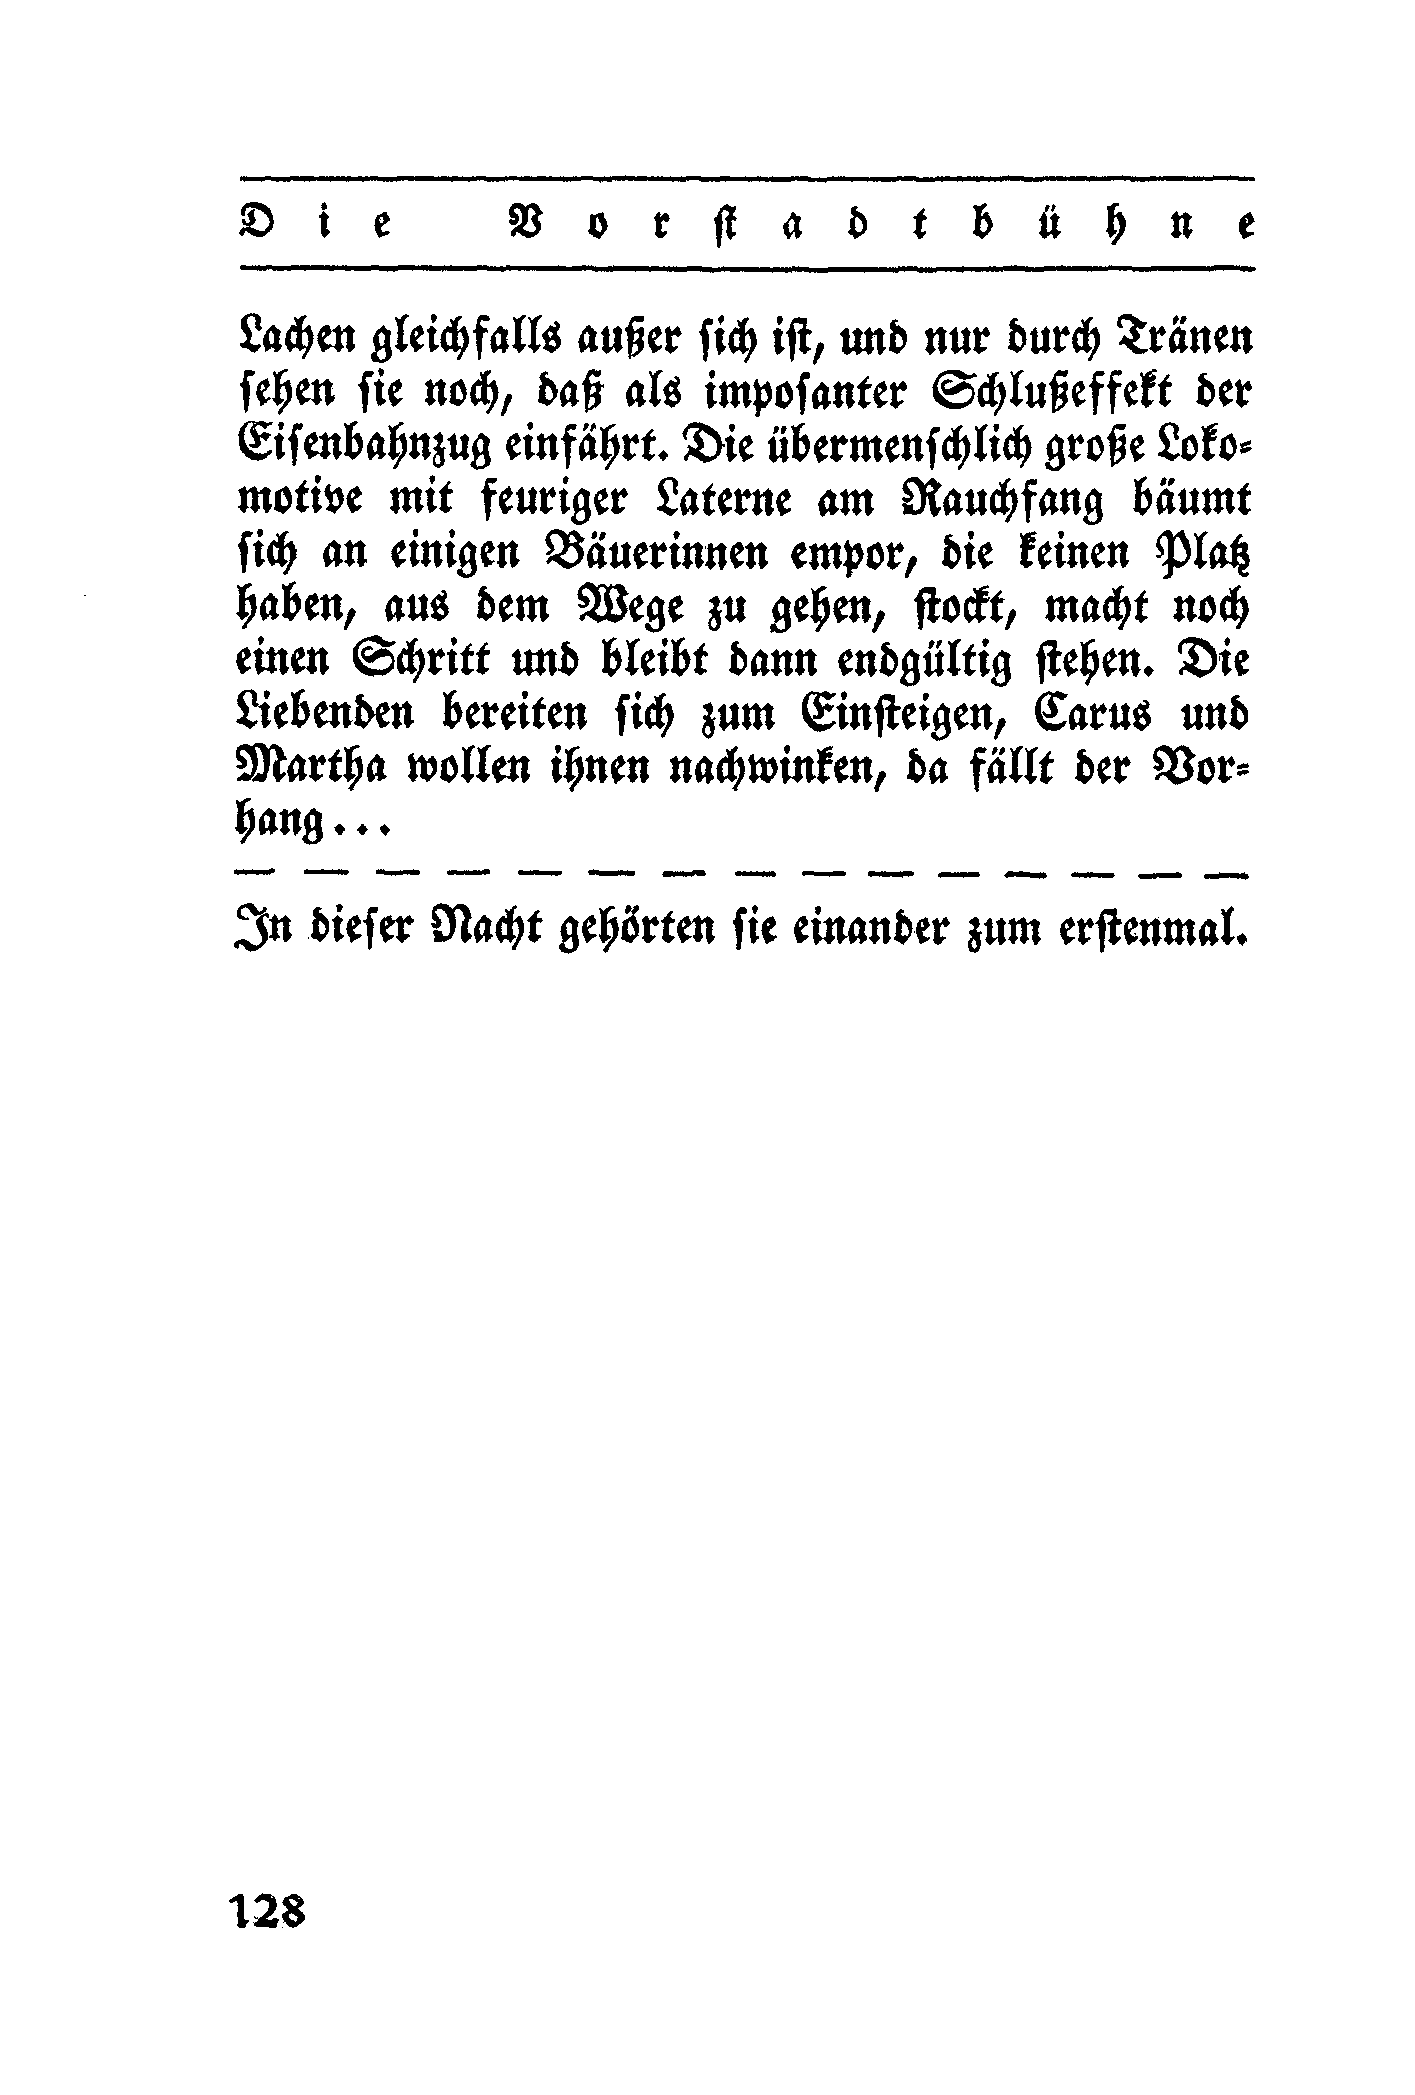 Die Vorstadtbühne
Lachen gleichfalls außer sich ist, und nur durch Tränen
sehen sie noch, daß als imposanter Schlußeffekt der
Eisenbahnzug einfährt. Die übermenschlich große Loko-
motive mit feuriger Laterne am Rauchfang bäumt
sich an einigen Bäuerinnen empor, die keinen Platz
haben, aus dem Wege zu gehen, stockt, macht noch
einen Schritt und bleibt dann endgültig stehen. Die
Liebenden bereiten sich zum Einsteigen, Carus und
Martha wollen ihnen nachwinken, da fällt der Vor-
hang...
— — — — — — — — — — — — — — —
In dieser Nacht gehörten sie einander zum erstenmal.
128